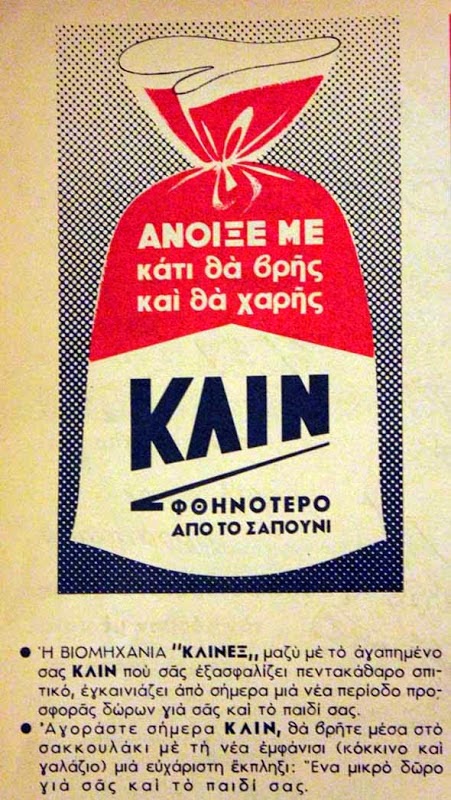 ΑΝΟΙΞΕ ΜΕ
κάτι θὰ βρῆς
καὶ θὰ χαρῆς
ΚΛΙΝ
ΦΘΗΝΟΤΕΡΟ
ΑΠΟ ΤΟ ΣΑΠΟΥΝΙ
● Ἡ ΒΙΟΜΗΧΑΝΙΑ "ΚΛΙΝΕΞ,, μαζὺ μὲ τὸ ἀγαπημένο
σας ΚΛΙΝ ποὺ σᾶς ἐξασφαλίζει πεντακάθαρο σπι-
τικό, ἐγκαινιάζει ἀπὸ σήμερα μιὰ νέα περίοδο προ-
σφορᾶς δώρων γιὰ σᾶς καὶ τὸ παιδί σας.
● Ἀγοράστε σήμερα ΚΛΙΝ, θὰ βρῆτε μέσα στὸ
σακκουλάκι μὲ τὴ νέα ἐμφάνισι (κόκκινο καὶ
γαλάζιο) μιὰ εὐχάριστη ἔκπληξι: Ἕνα μικρὸ δῶρο
γιὰ σᾶς καὶ τὸ παιδί σας.